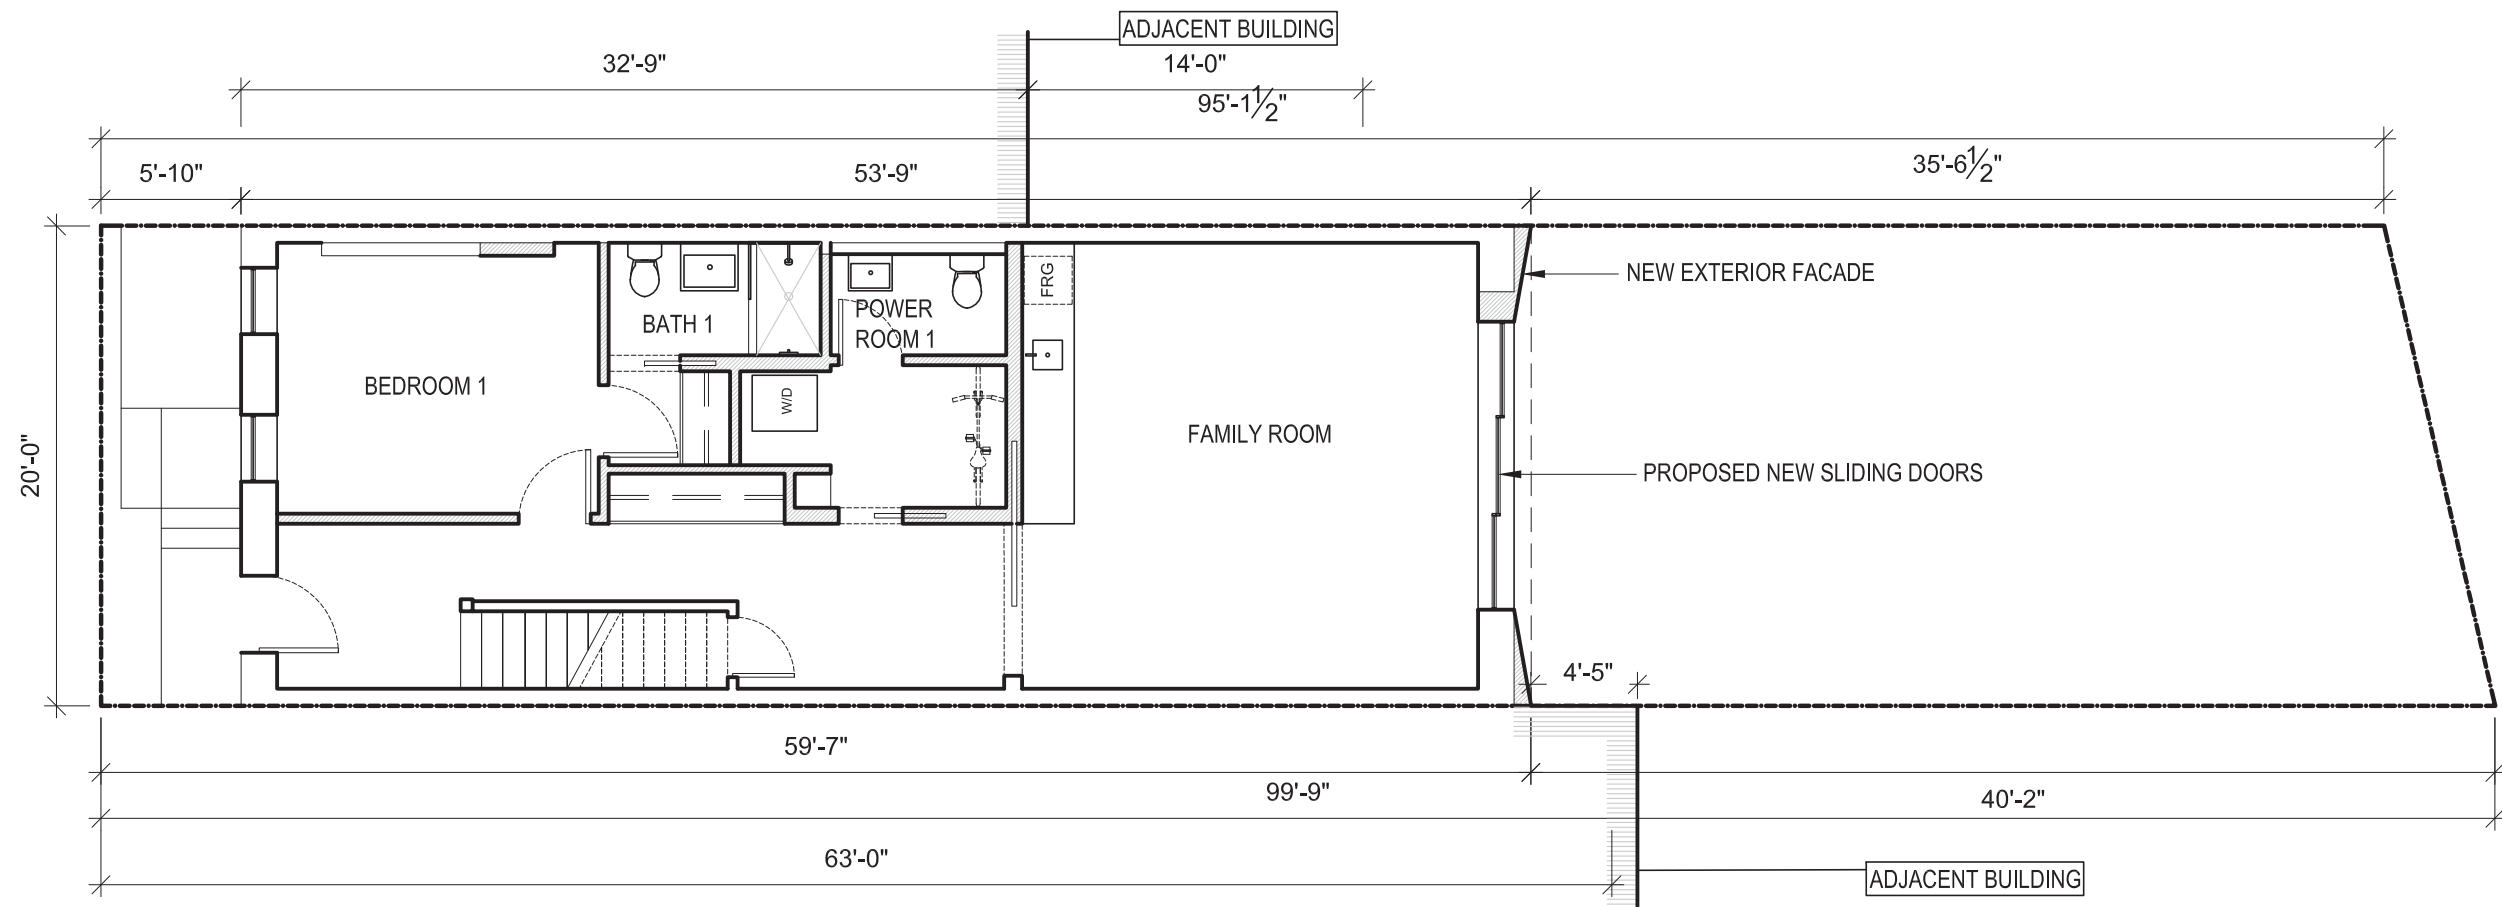 ADJACENT BUILDING
32'-9"
14'-0"
95'-1½"
5'-10"
53'-9"
35'-6½"
NEW EXTERIOR FACADE
FRG
POWER
ROOM 1
BATH 1
BEDROOM 1
W/D
FAMILY ROOM
20'-0"
PROPOSED NEW SLIDING DOORS
4'-5"
59'-7"
99'-9"
40'-2"
63'-0"
ADJACENT BUILDING